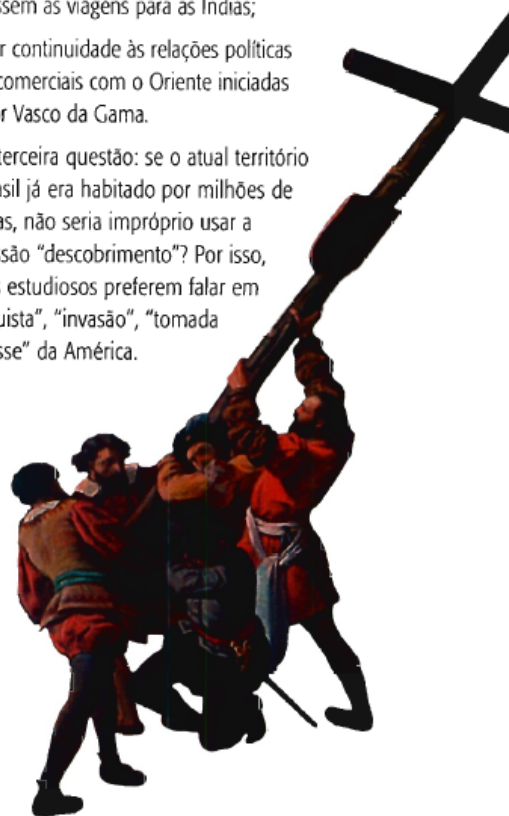 ssem as viagens para as Índias;
r continuidade às relações políticas
comerciais com o Oriente iniciadas
r Vasco da Gama.
terceira questão: se o atual território
asil já era habitado por milhões de
as, não seria impróprio usar a
ssão “descobrimento”? Por isso,
s estudiosos preferem falar em
uista”, “invasão”, “tomada
sse” da América.